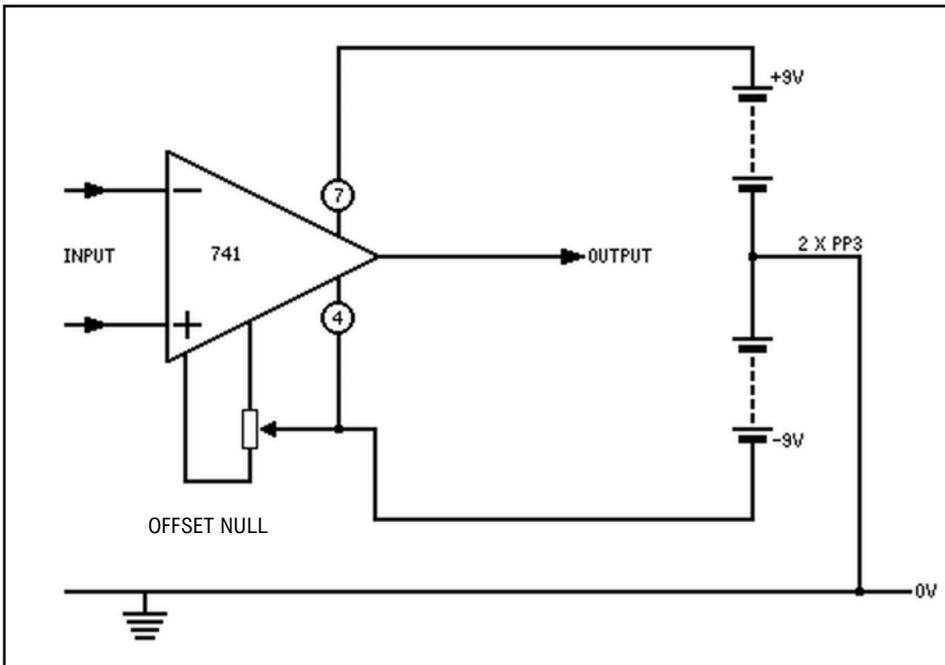 +9V
7
INPUT
741
OUTPUT
2 X PP3
4
-9V
OFFSET NULL
0V